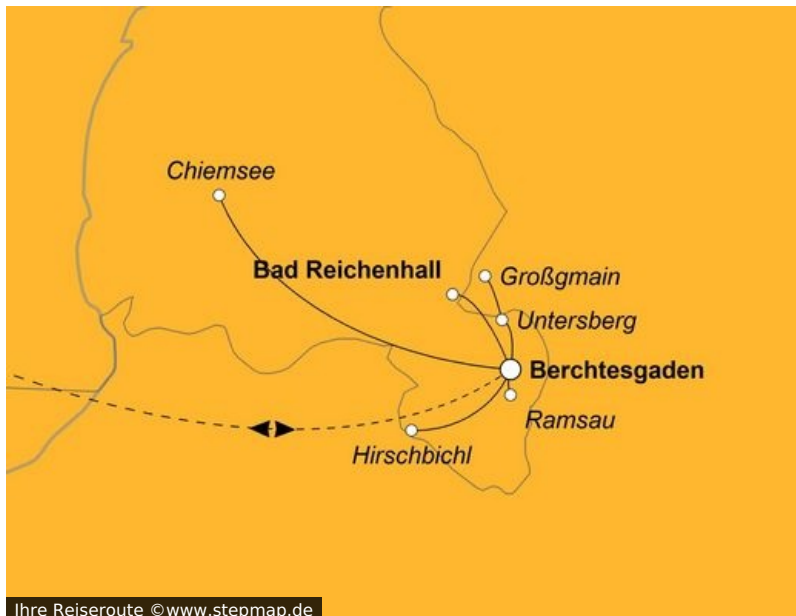 Chiemsee
Bad Reichenhall
Großgmain
Untersberg
Berchtesgaden
Ramsau
Hirschbichl
Ihre Reiseroute ©www.stepmap.de